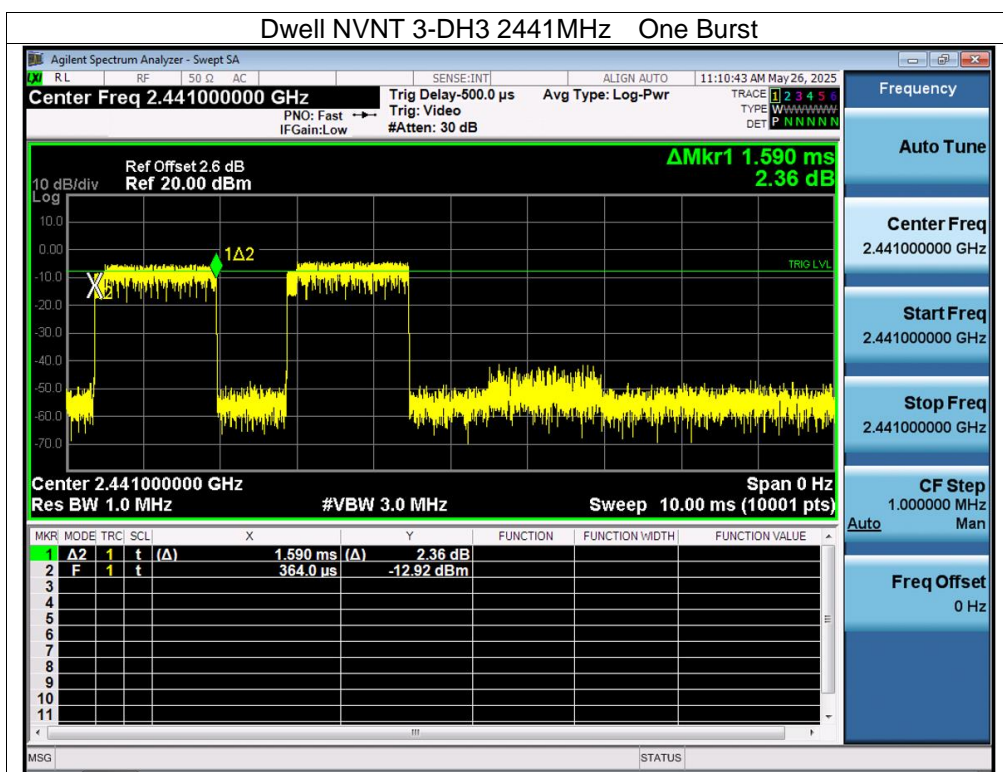 Dwell NVNT 3-DH3 2441MHz One Burst
Agilent Spectrum Analyzer - Swept SA
LXI RL RF 50 Ω AC SENSE:INT ALIGN AUTO 11:10:43 AM May 26, 2025
Center Freq 2.441000000 GHz
PNO: Fast
IFGain:Low
Trig Delay-500.0 µs
Trig: Video
#Atten: 30 dB
Avg Type: Log-Pwr
TRACE 1 2 3 4 5 6
TYPE WWWWWW
DET P N N N N N
ΔMkr1 1.590 ms
2.36 dB
Ref Offset 2.6 dB
10 dB/div Ref 20.00 dBm
Log
10.0
0.00
-10.0
-20.0
-30.0
-40.0
-50.0
-60.0
-70.0
1Δ2
X2
TRIG LVL
Center 2.441000000 GHz Span 0 Hz
Res BW 1.0 MHz #VBW 3.0 MHz Sweep 10.00 ms (10001 pts)
MKR MODE TRC SCL X Y FUNCTION FUNCTION WIDTH FUNCTION VALUE
1 Δ2 1 t (Δ) 1.590 ms (Δ) 2.36 dB
2 F 1 t 364.0 µs -12.92 dBm
3
4
5
6
7
8
9
10
11
MSG STATUS
Frequency
Auto Tune
Center Freq
2.441000000 GHz
Start Freq
2.441000000 GHz
Stop Freq
2.441000000 GHz
CF Step
1.000000 MHz
Auto Man
Freq Offset
0 Hz